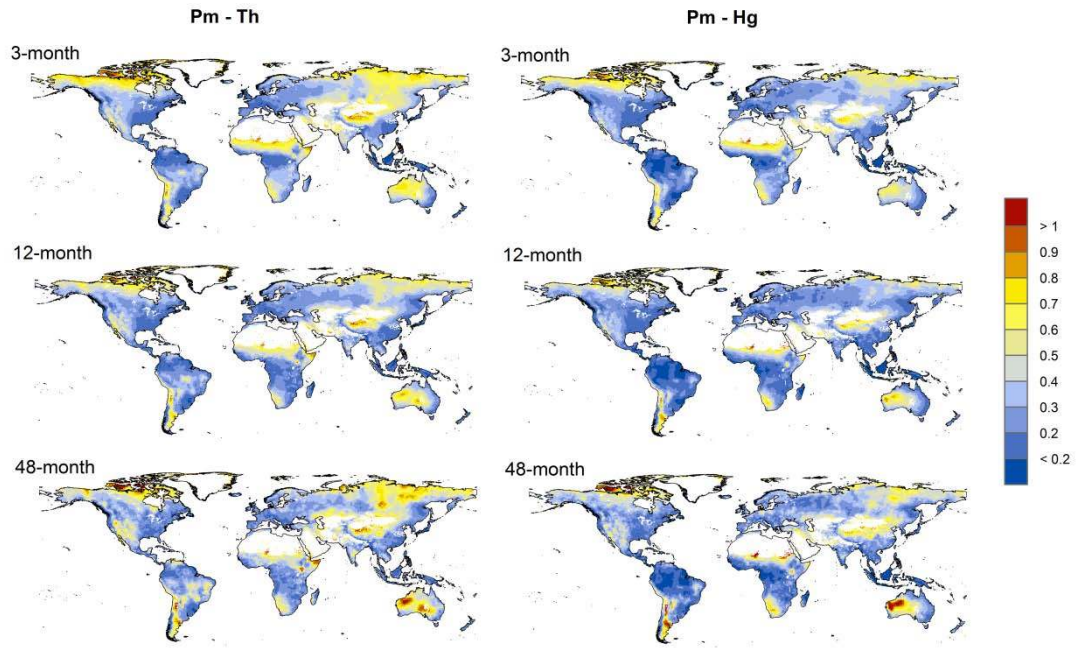 Pm - Th
Pm - Hg
3-month
3-month
12-month
12-month
48-month
48-month
> 1
0.9
0.8
0.7
0.6
0.5
0.4
0.3
0.2
< 0.2